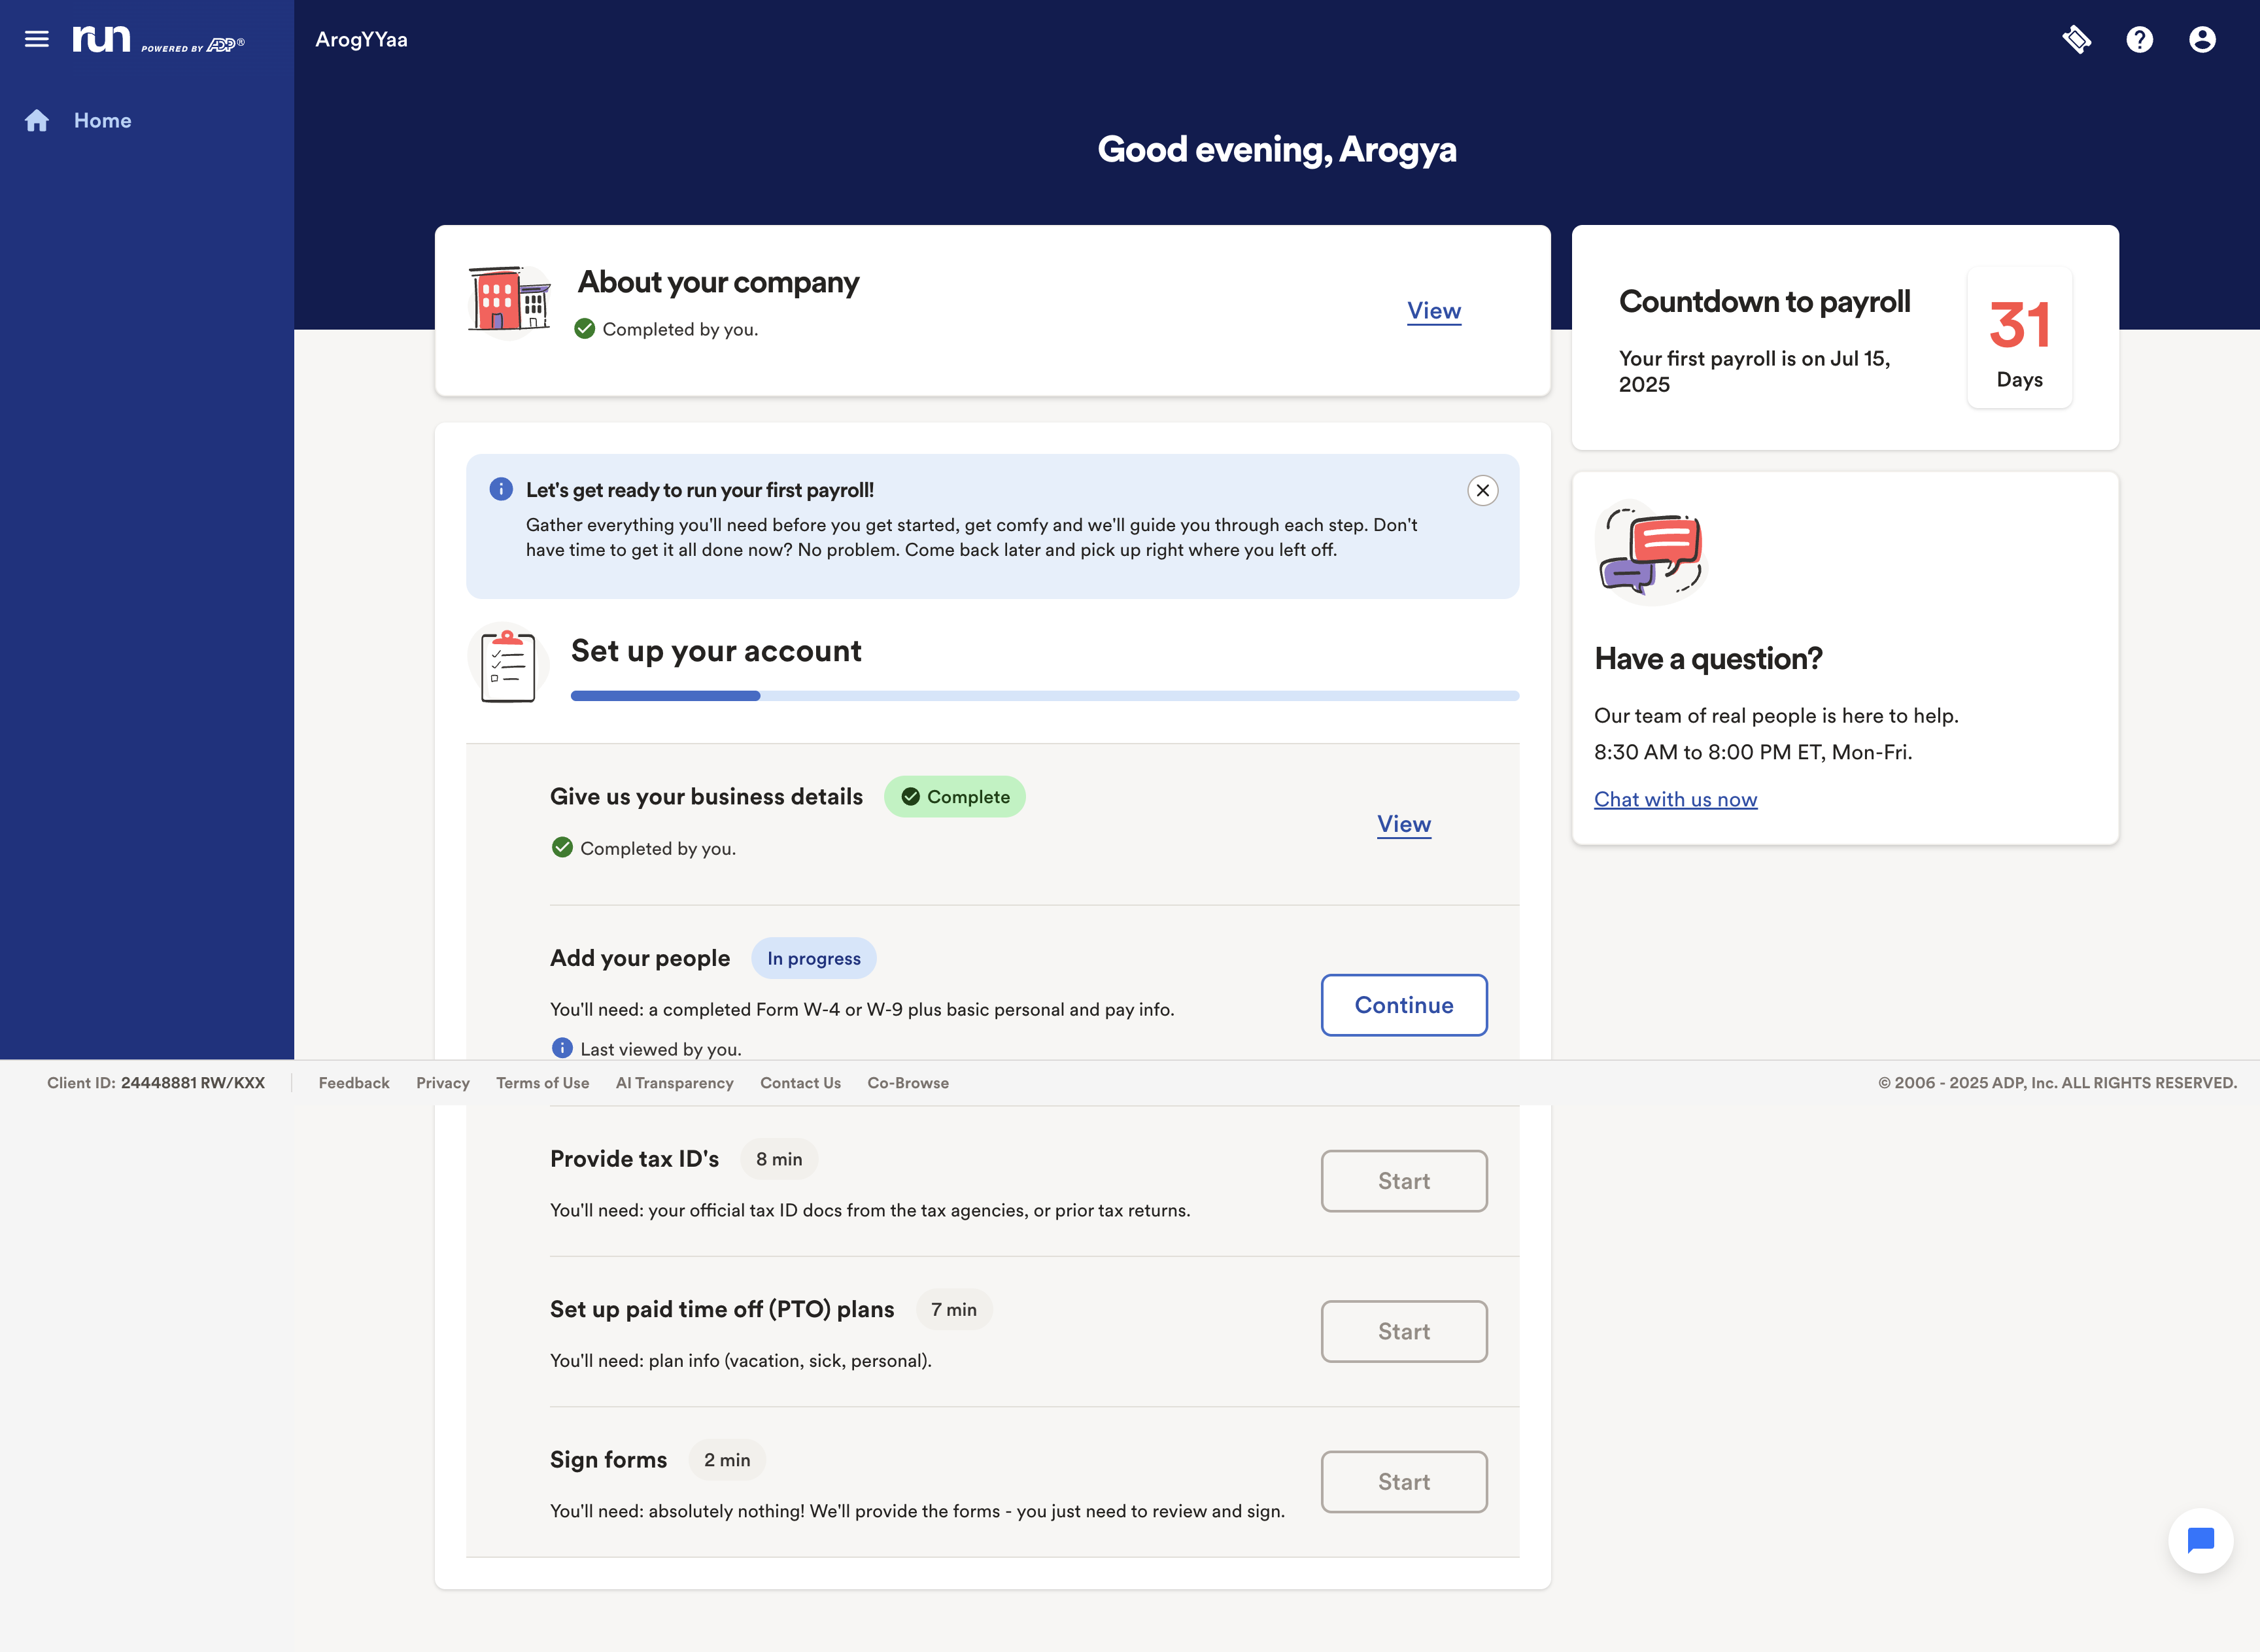 run POWERED BY ADP®
ArogYYaa
Home
Good evening, Arogya
About your company
Completed by you.
View
Countdown to payroll
Your first payroll is on Jul 15,
2025
31
Days
Let's get ready to run your first payroll!
Gather everything you'll need before you get started, get comfy and we'll guide you through each step. Don't
have time to get it all done now? No problem. Come back later and pick up right where you left off.
Set up your account
Have a question?
Our team of real people is here to help.
8:30 AM to 8:00 PM ET, Mon-Fri.
Chat with us now
Give us your business details Complete
Completed by you.
View
Add your people In progress
You'll need: a completed Form W-4 or W-9 plus basic personal and pay info.
Last viewed by you.
Continue
Client ID: 24448881 RW/KXX Feedback Privacy Terms of Use AI Transparency Contact Us Co-Browse © 2006 - 2025 ADP, Inc. ALL RIGHTS RESERVED.
Provide tax ID's 8 min
You'll need: your official tax ID docs from the tax agencies, or prior tax returns.
Start
Set up paid time off (PTO) plans 7 min
You'll need: plan info (vacation, sick, personal).
Start
Sign forms 2 min
You'll need: absolutely nothing! We'll provide the forms - you just need to review and sign.
Start